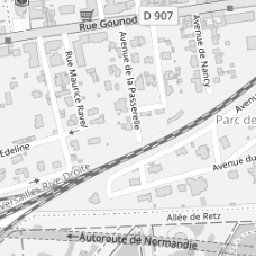 Rue Gounod
D 907
Avenue de la Passerelle
Avenue de Nancy
Rue Maurice Ravel
Edeline
Versailles Rive Droite
Parc de
Avenue
Avenue du
Allée de Retz
Autoroute de Normandie